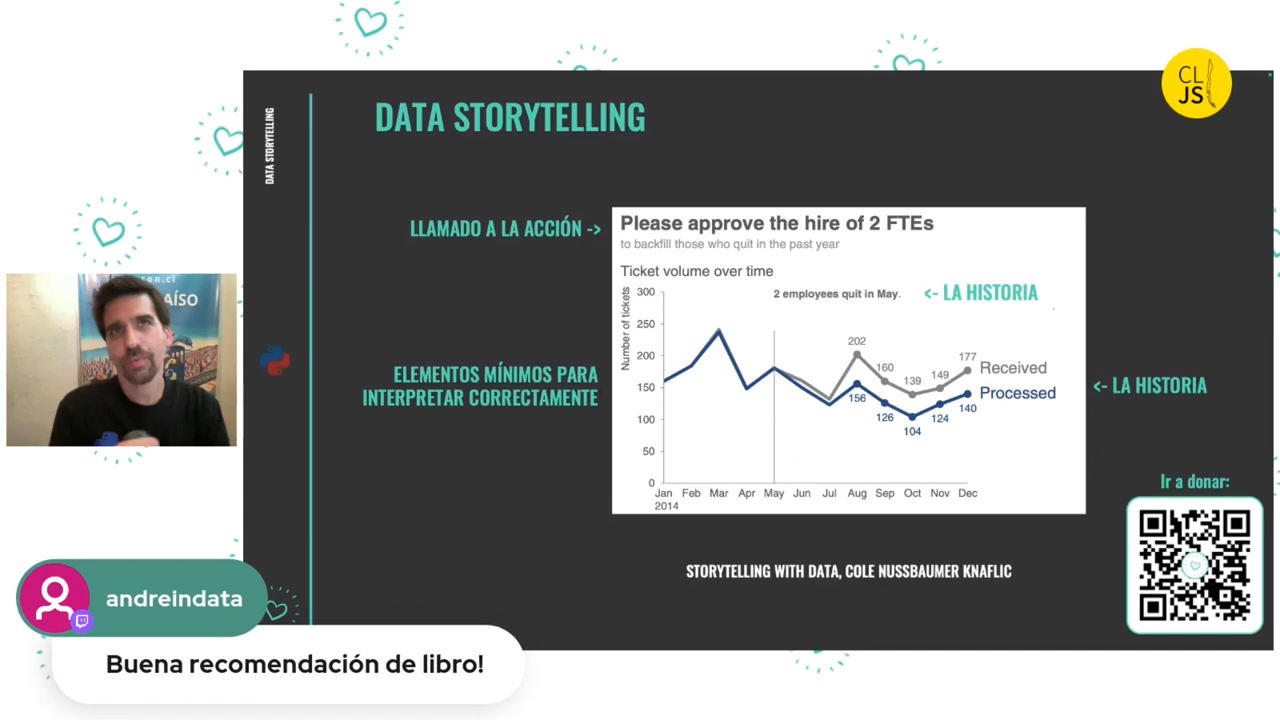 CL
JS
DATA STORYTELLING
DATA STORYTELLING
LLAMADO A LA ACCIÓN ->
Please approve the hire of 2 FTEs
to backfill those who quit in the past year
Ticket volume over time
2 employees quit in May.
<- LA HISTORIA
Number of tickets
300
250
200
150
100
50
0
202
160
139
149
177
156
126
104
124
140
Received
Processed
Jan Feb Mar Apr May Jun Jul Aug Sep Oct Nov Dec
2014
ELEMENTOS MÍNIMOS PARA
INTERPRETAR CORRECTAMENTE
<- LA HISTORIA
Ir a donar:
STORYTELLING WITH DATA, COLE NUSSBAUMER KNAFLIC
andreindata
Buena recomendación de libro!